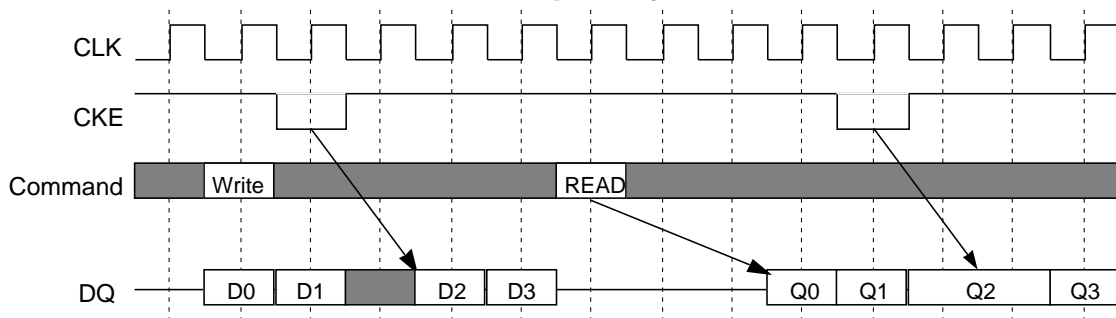 CLK
CKE
Command Write READ
DQ D0 D1 D2 D3 Q0 Q1 Q2 Q3